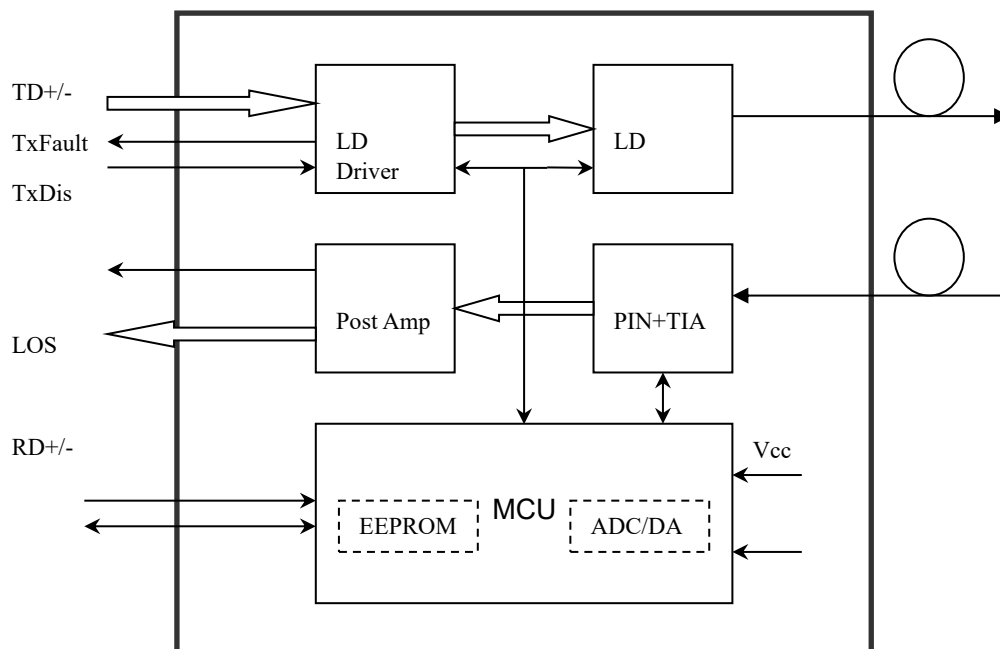 TD+/-
TxFault
TxDis
LD
Driver
LD
Post Amp
PIN+TIA
LOS
RD+/-
Vcc
EEPROM
MCU
ADC/DA